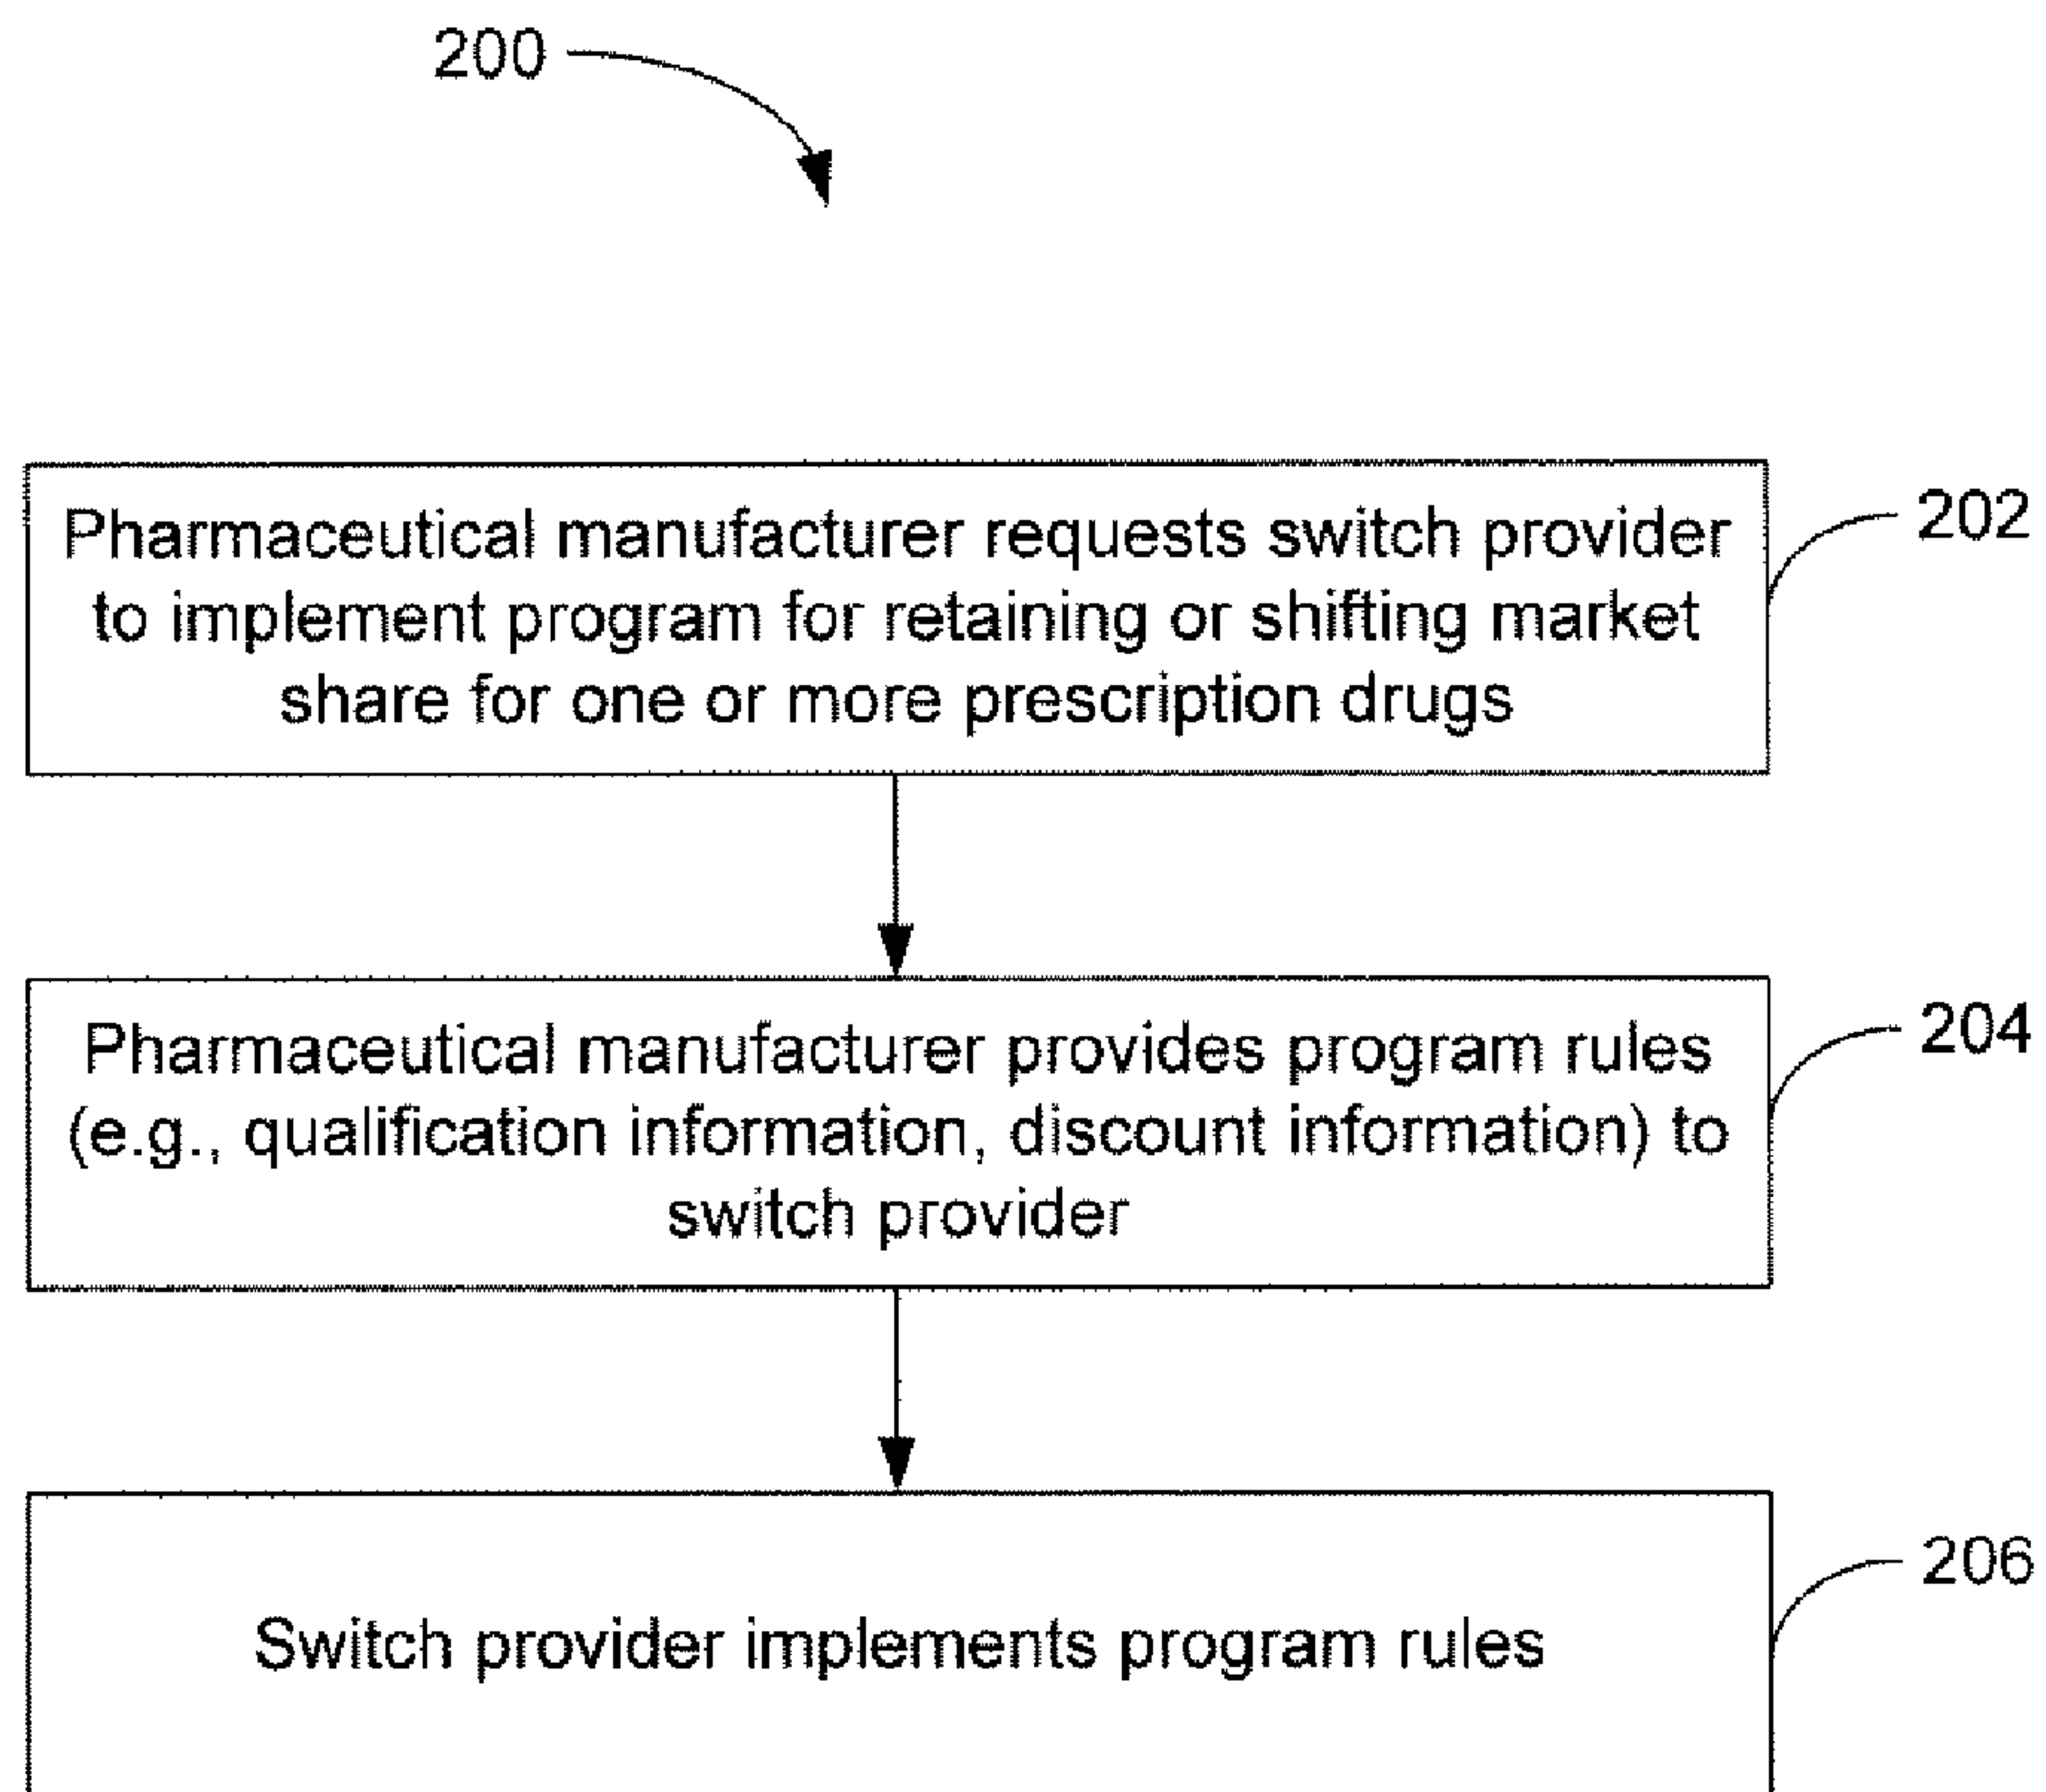 200
Pharmaceutical manufacturer requests switch provider
to implement program for retaining or shifting market
share for one or more prescription drugs
202
Pharmaceutical manufacturer provides program rules
(e.g., qualification information, discount information) to
switch provider
204
Switch provider implements program rules
206